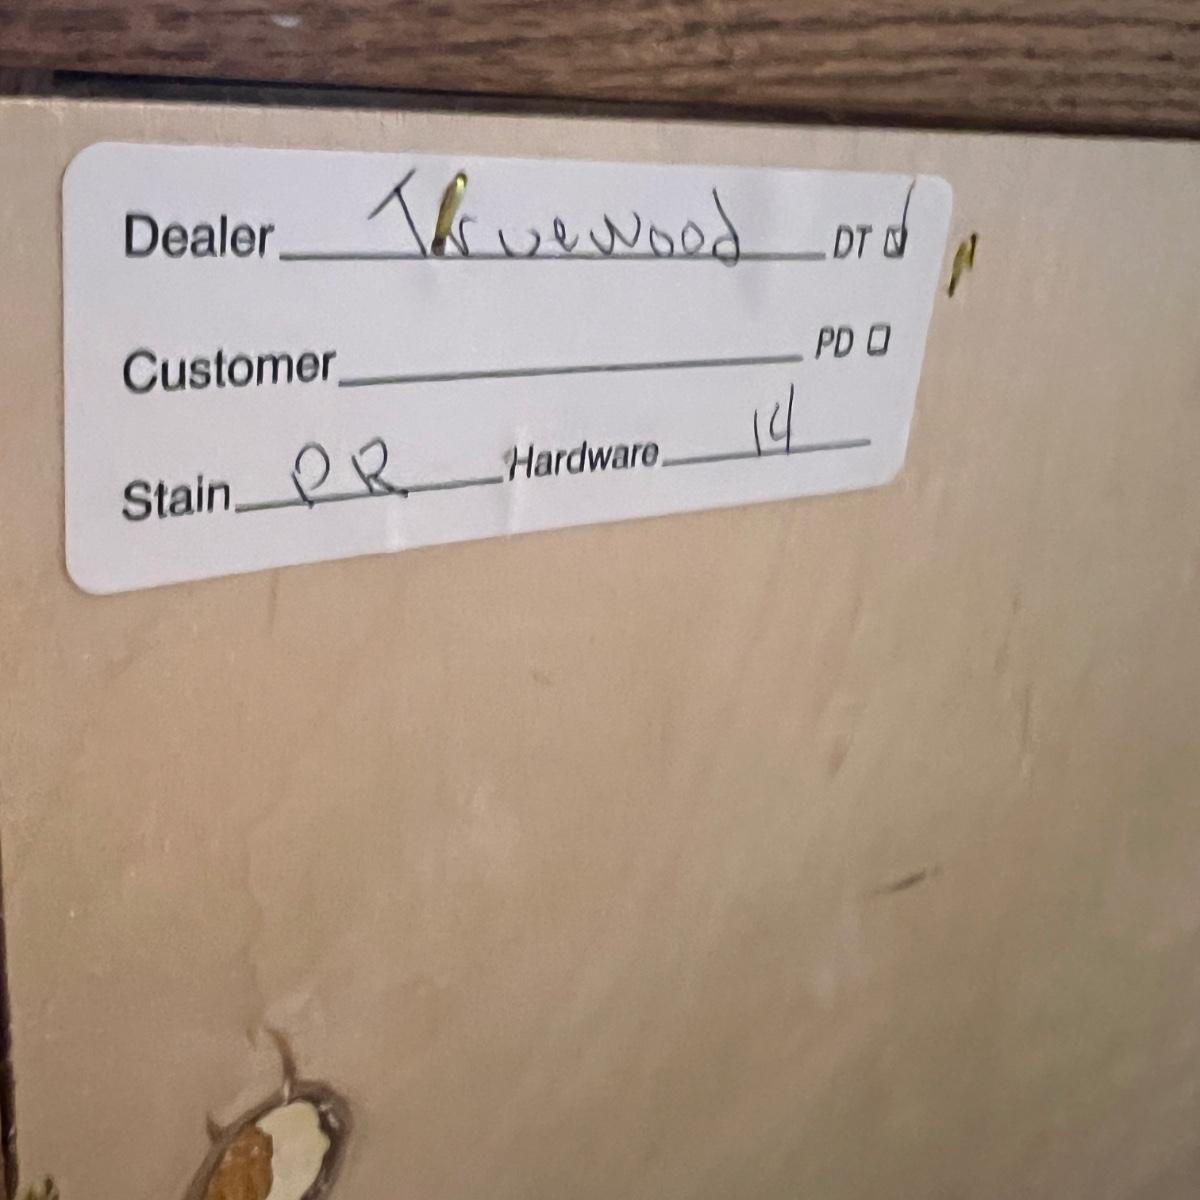 Dealer Truewood DT ☑
Customer PD ☐
Stain PR Hardware 14